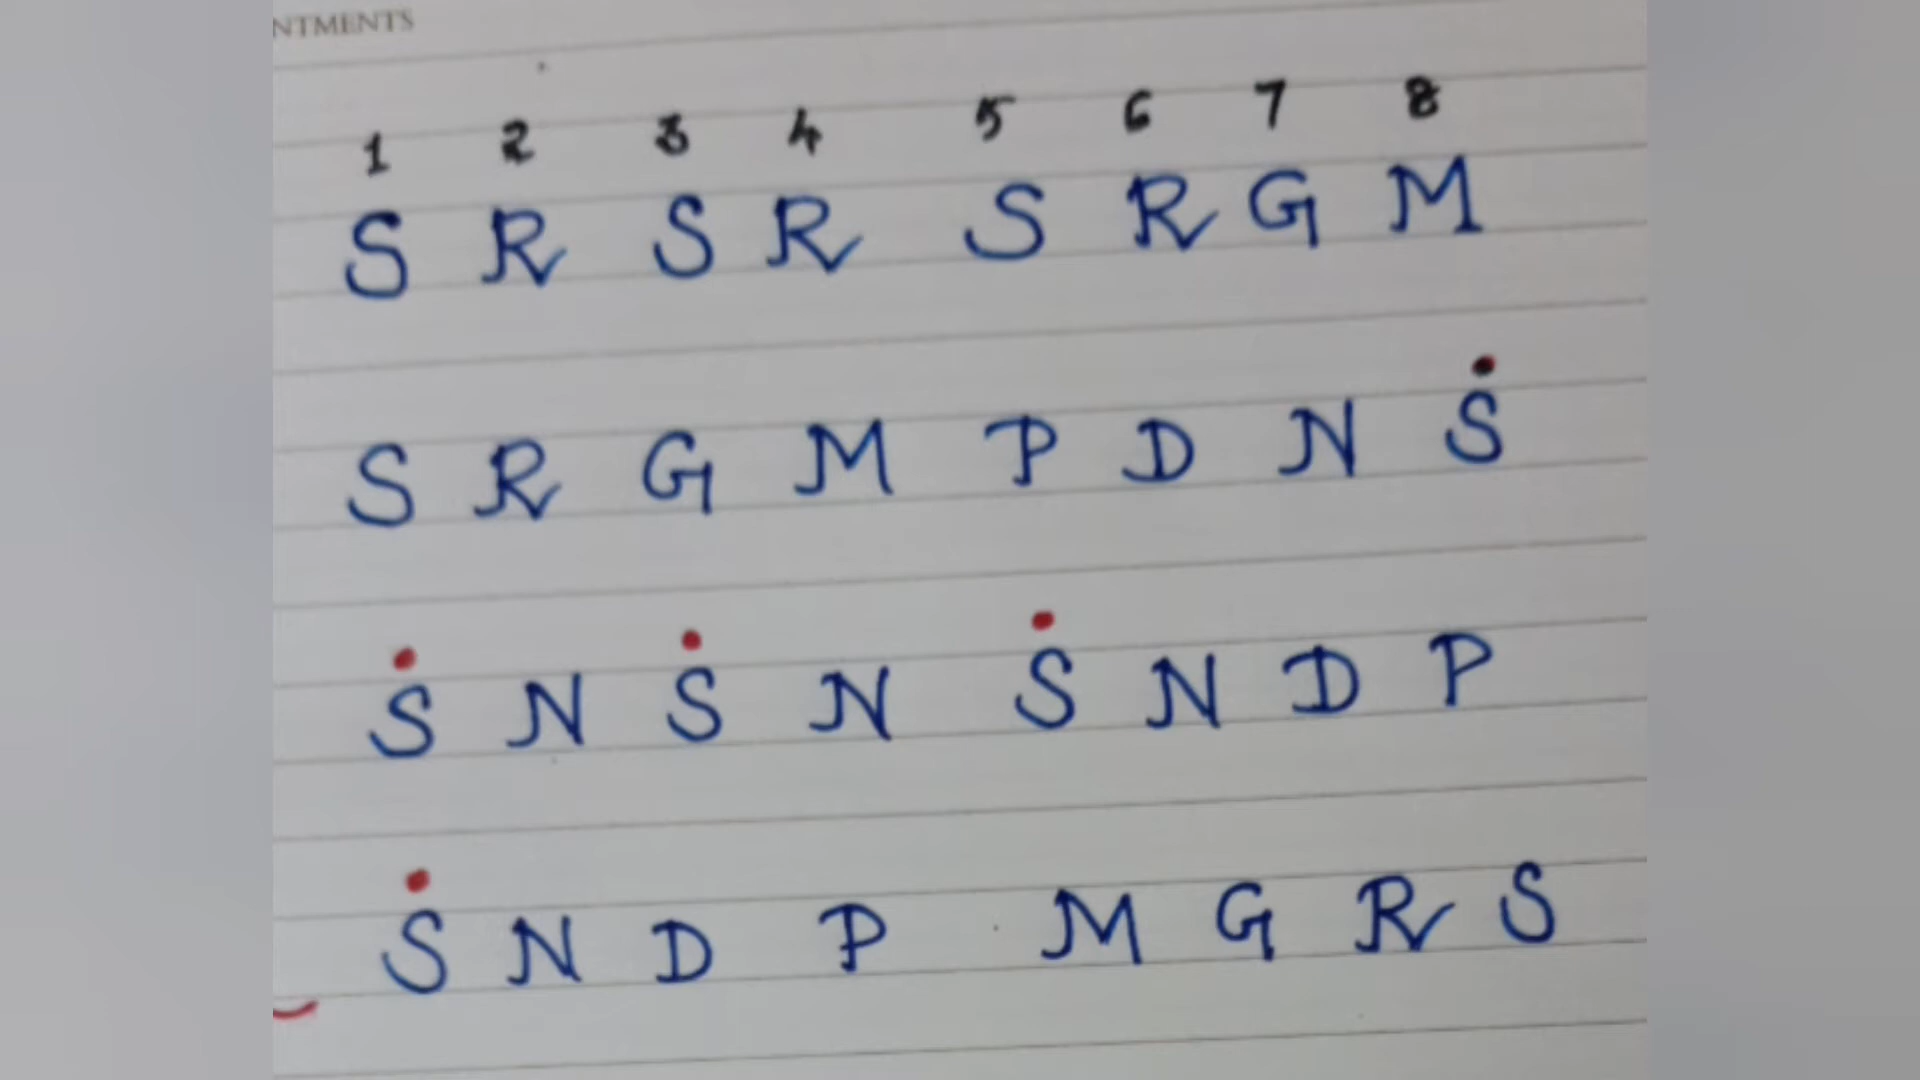 NTMENTS
1 2 3 4 5 6 7 8
S R S R S R G M
S R G M P D N Ṡ
Ṡ N Ṡ N Ṡ N D P
Ṡ N D P M G R S